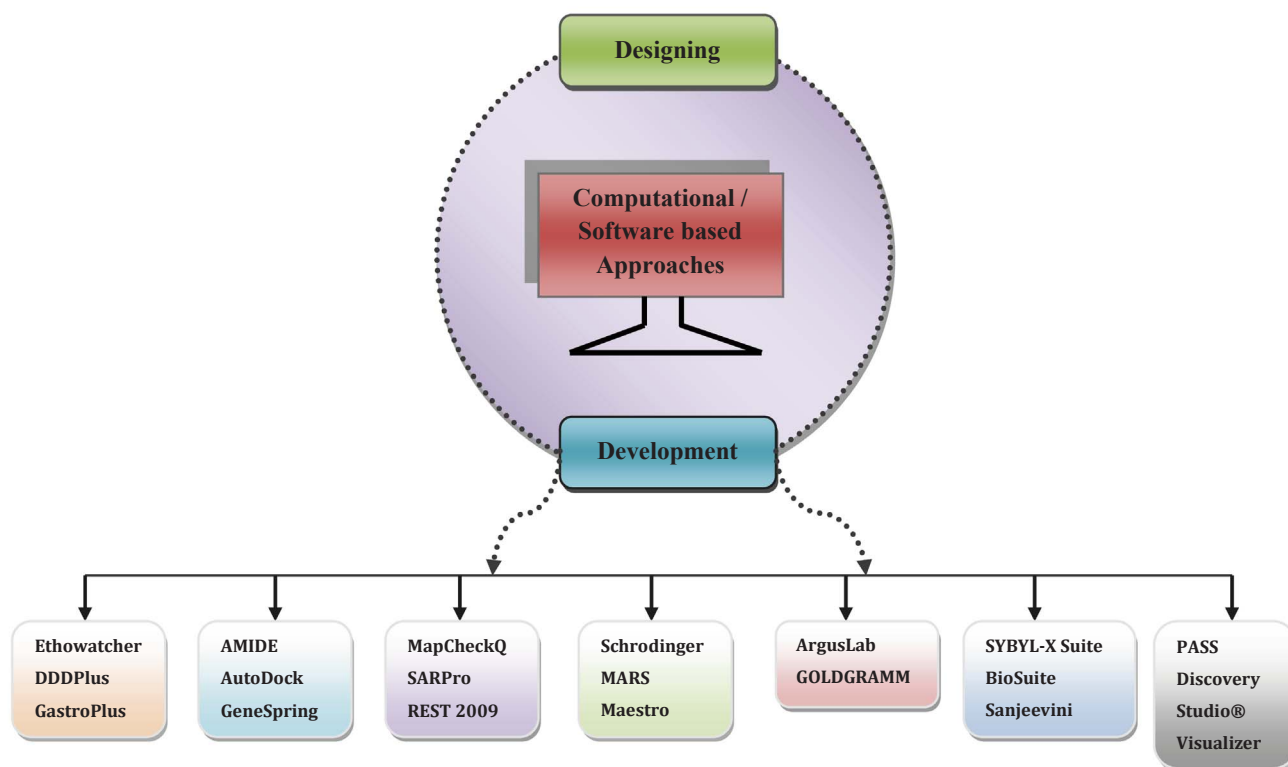 Designing
Computational /
Software based
Approaches
Development
Ethowatcher
DDDPlus
GastroPlus
AMIDE
AutoDock
GeneSpring
MapCheckQ
SARPro
REST 2009
Schrodinger
MARS
Maestro
ArgusLab
GOLDGRAMM
SYBYL-X Suite
BioSuite
Sanjeevini
PASS
Discovery
Studio®
Visualizer